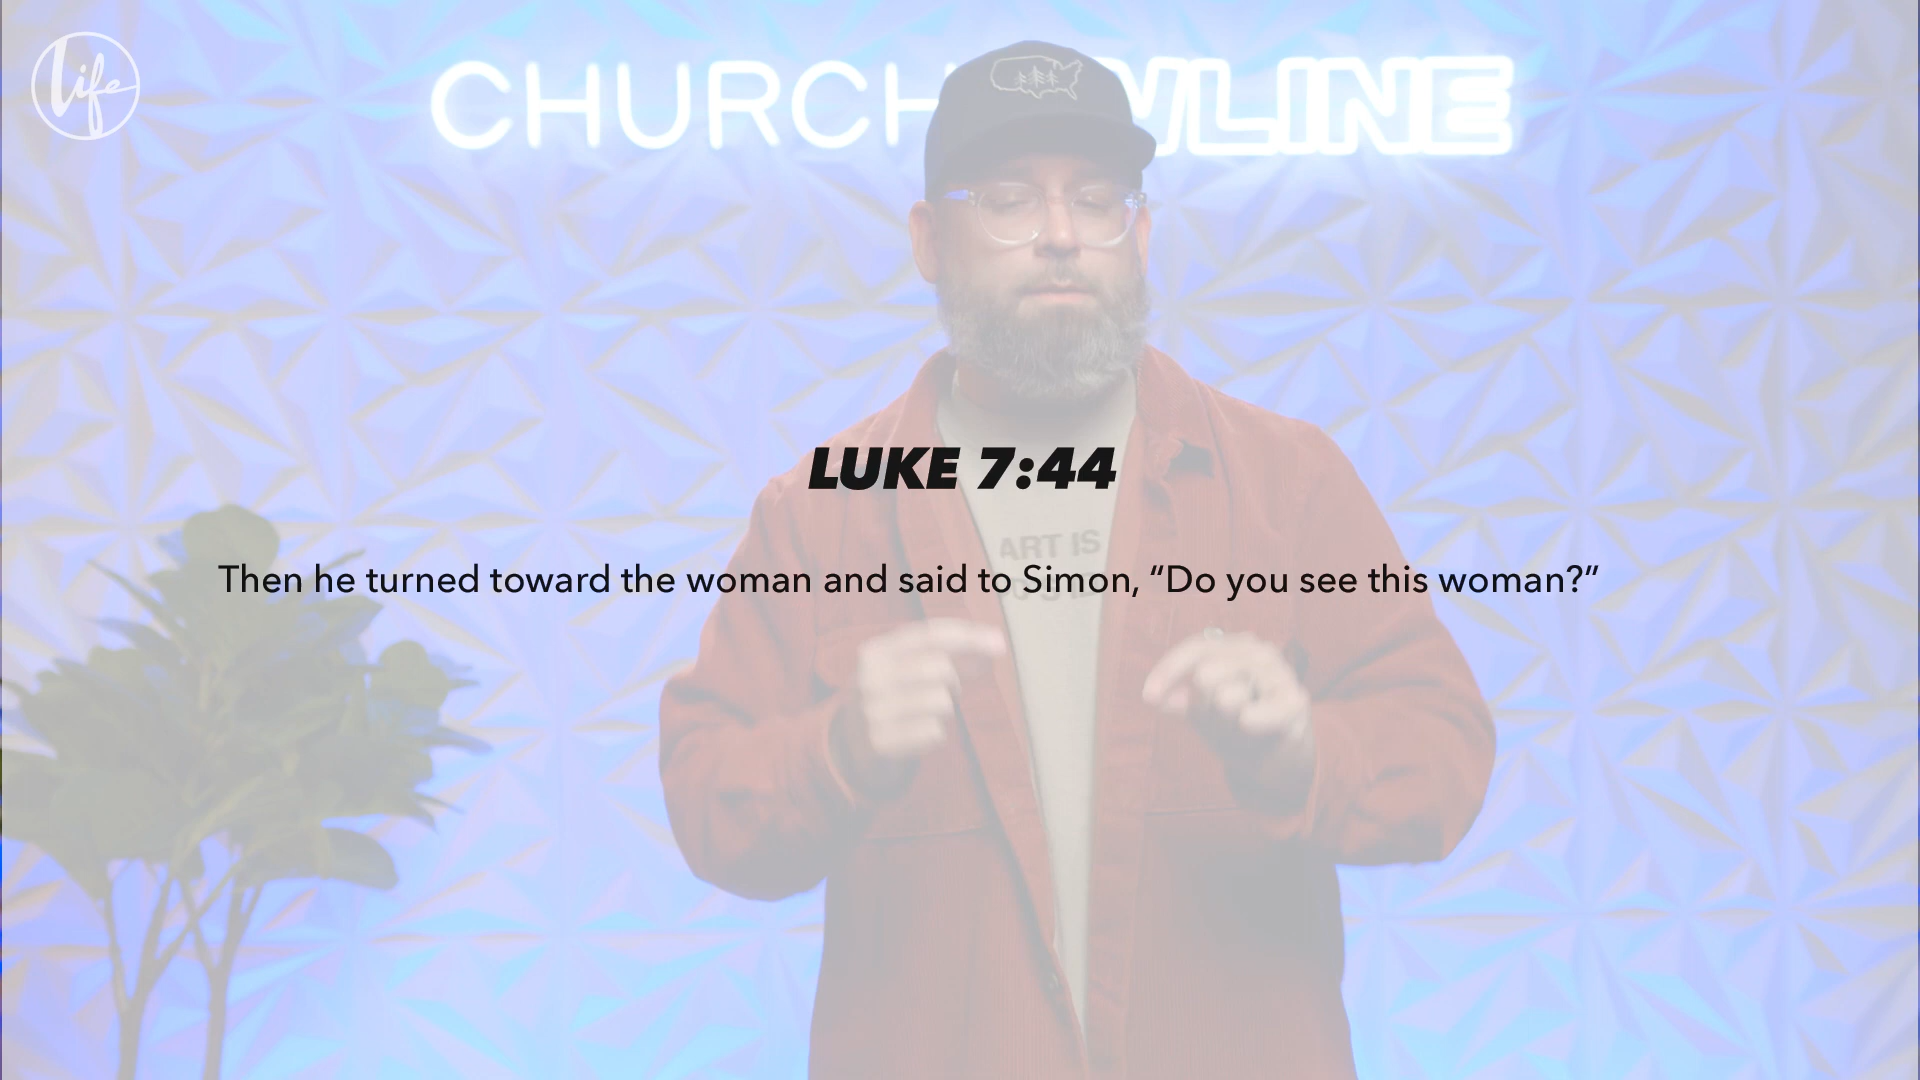 Life
CHURCH
LINE
LUKE 7:44
ART IS
Then he turned toward the woman and said to Simon, “Do you see this woman?”